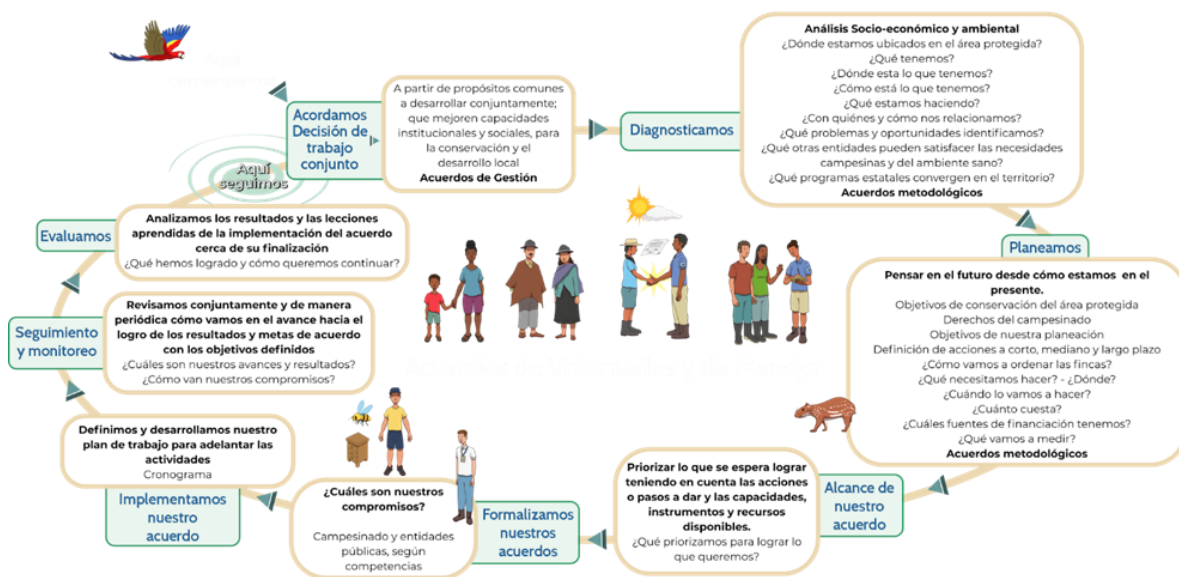 Acordamos
Decisión de
trabajo
conjunto
A partir de propósitos comunes
a desarrollar conjuntamente;
que mejoren capacidades
institucionales y sociales, para
la conservación y el
desarrollo local
Acuerdos de Gestión
Diagnosticamos
Análisis Socio-económico y ambiental
¿Dónde estamos ubicados en el área protegida?
¿Qué tenemos?
¿Dónde esta lo que tenemos?
¿Cómo está lo que tenemos?
¿Qué estamos haciendo?
¿Con quiénes y cómo nos relacionamos?
¿Qué problemas y oportunidades identificamos?
¿Qué otras entidades pueden satisfacer las necesidades
campesinas y del ambiente sano?
¿Qué programas estatales convergen en el territorio?
Acuerdos metodológicos
Planeamos
Pensar en el futuro desde cómo estamos en el
presente.
Objetivos de conservación del área protegida
Derechos del campesinado
Objetivos de nuestra planeación
Definición de acciones a corto, mediano y largo plazo
¿Cómo vamos a ordenar las fincas?
¿Qué necesitamos hacer? - ¿Dónde?
¿Cuándo lo vamos a hacer?
¿Cuánto cuesta?
¿Cuáles fuentes de financiación tenemos?
¿Qué vamos a medir?
Acuerdos metodológicos
Alcance de
nuestro
acuerdo
Priorizar lo que se espera lograr
teniendo en cuenta las acciones
o pasos a dar y las capacidades,
instrumentos y recursos
disponibles.
¿Qué priorizamos para lograr lo
que queremos?
Formalizamos
nuestros
acuerdos
¿Cuáles son nuestros
compromisos?
Campesinado y entidades
públicas, según
competencias
Implementamos
nuestro
acuerdo
Definimos y desarrollamos nuestro
plan de trabajo para adelantar las
actividades
Cronograma
Seguimiento
y monitoreo
Revisamos conjuntamente y de manera
periódica cómo vamos en el avance hacia el
logro de los resultados y metas de acuerdo
con los objetivos definidos
¿Cuáles son nuestros avances y resultados?
¿Cómo van nuestros compromisos?
Evaluamos
Analizamos los resultados y las lecciones
aprendidas de la implementación del acuerdo
cerca de su finalización
¿Qué hemos logrado y cómo queremos continuar?
Aquí
seguimos
Acuerdos de Voluntades y de manejo